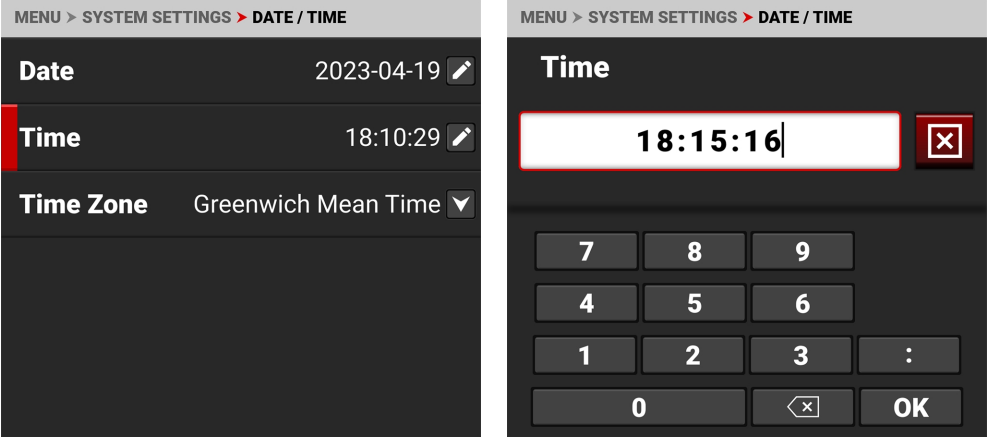 MENU > SYSTEM SETTINGS > DATE / TIME
Date 2023-04-19
Time 18:10:29
Time Zone Greenwich Mean Time
MENU > SYSTEM SETTINGS > DATE / TIME
Time
18:15:16
7 8 9
4 5 6
1 2 3 :
0 OK